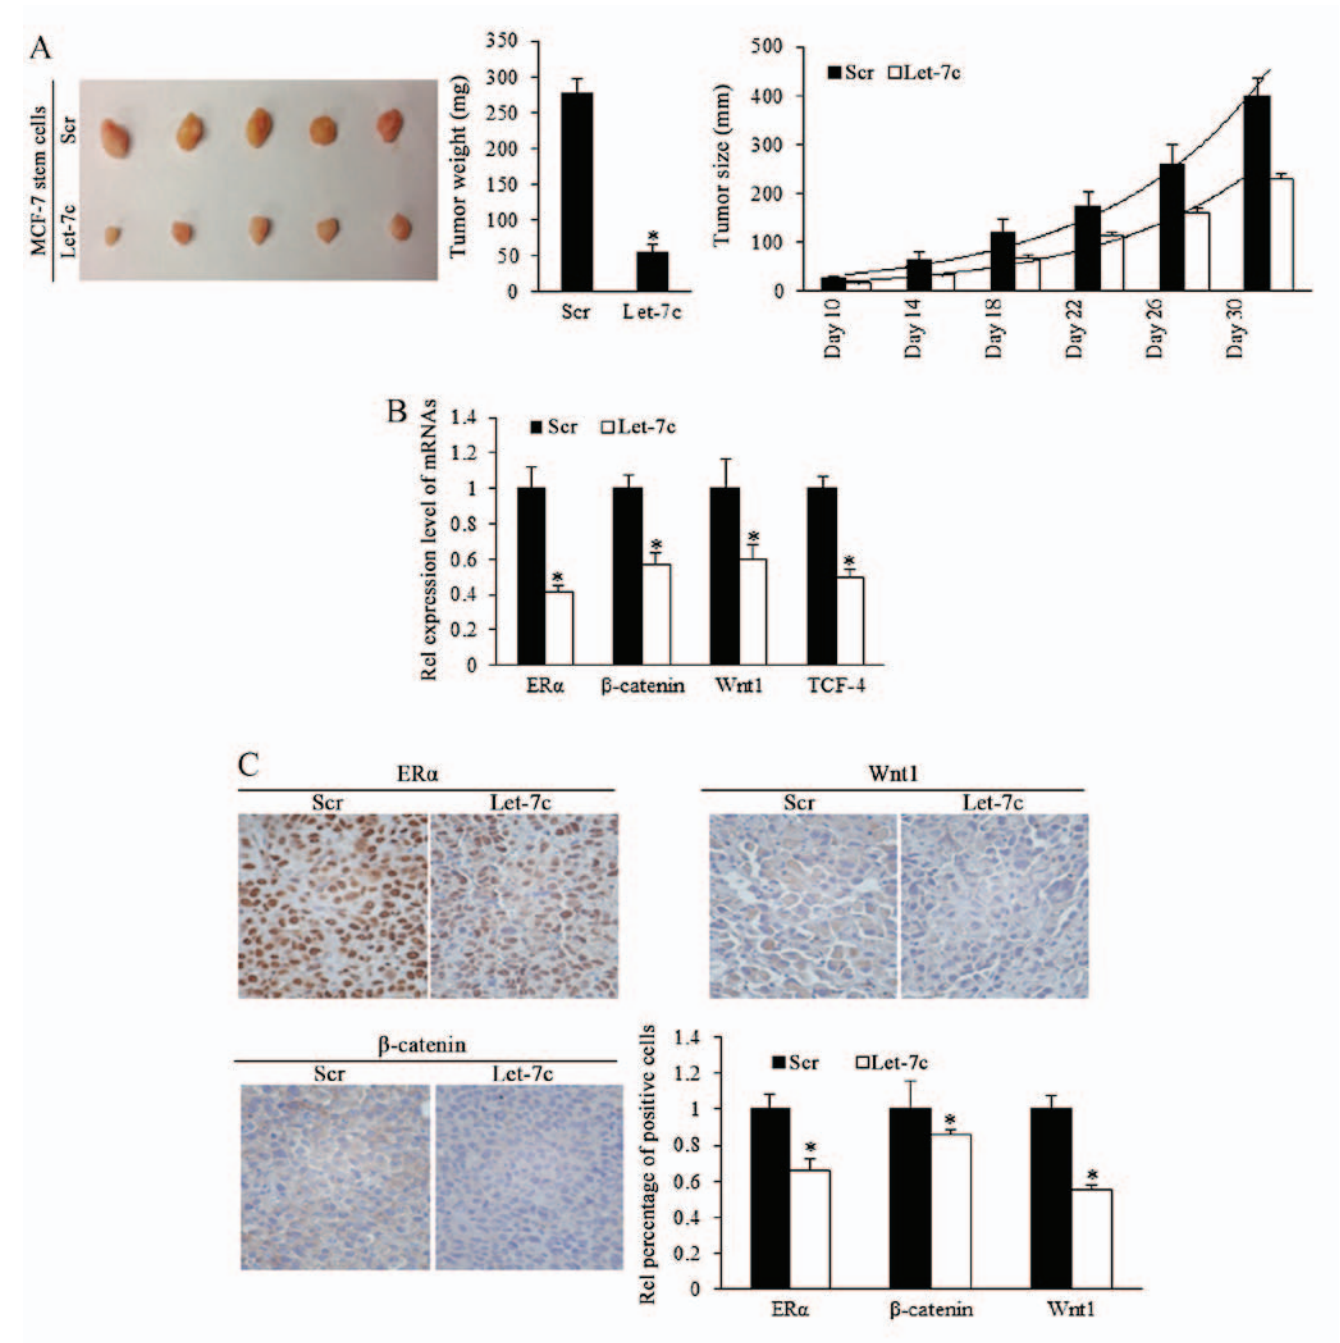 A
MCF-7 stem cells
Scr
Let-7c
Tumor weight (mg)
350
300
250
200
150
100
50
0
*
Scr
Let-7c
Tumor size (mm)
500
400
300
200
100
0
Scr
Let-7c
Day 10
Day 14
Day 18
Day 22
Day 26
Day 30
B
Rel expression level of mRNAs
1.4
1.2
1
0.8
0.6
0.4
0.2
0
Scr
Let-7c
*
*
*
*
ERα
β-catenin
Wnt1
TCF-4
C
ERα
Scr
Let-7c
Wnt1
Scr
Let-7c
β-catenin
Scr
Let-7c
Rel percentage of positive cells
1.4
1.2
1
0.8
0.6
0.4
0.2
0
Scr
Let-7c
*
*
*
ERα
β-catenin
Wnt1